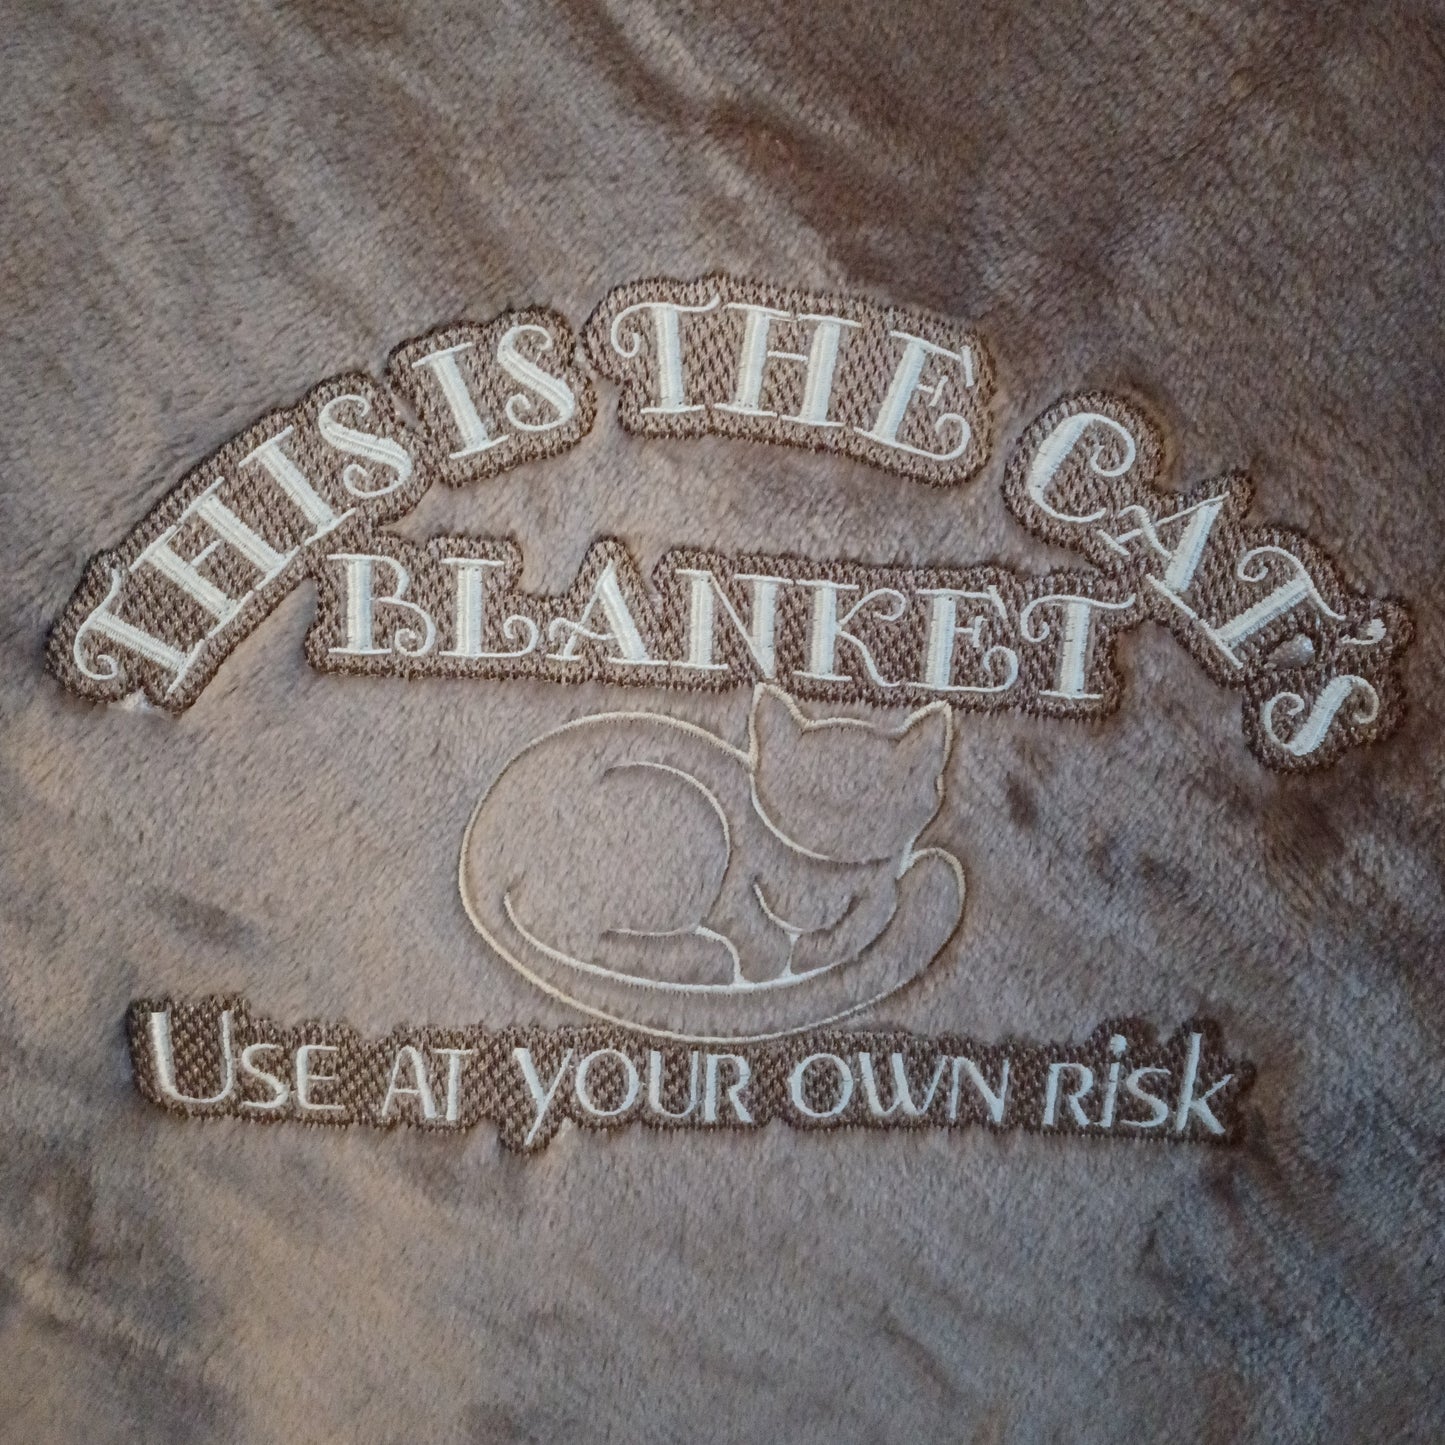 THIS IS THE CAT'S
BLANKET
USE AT YOUR OWN RISK